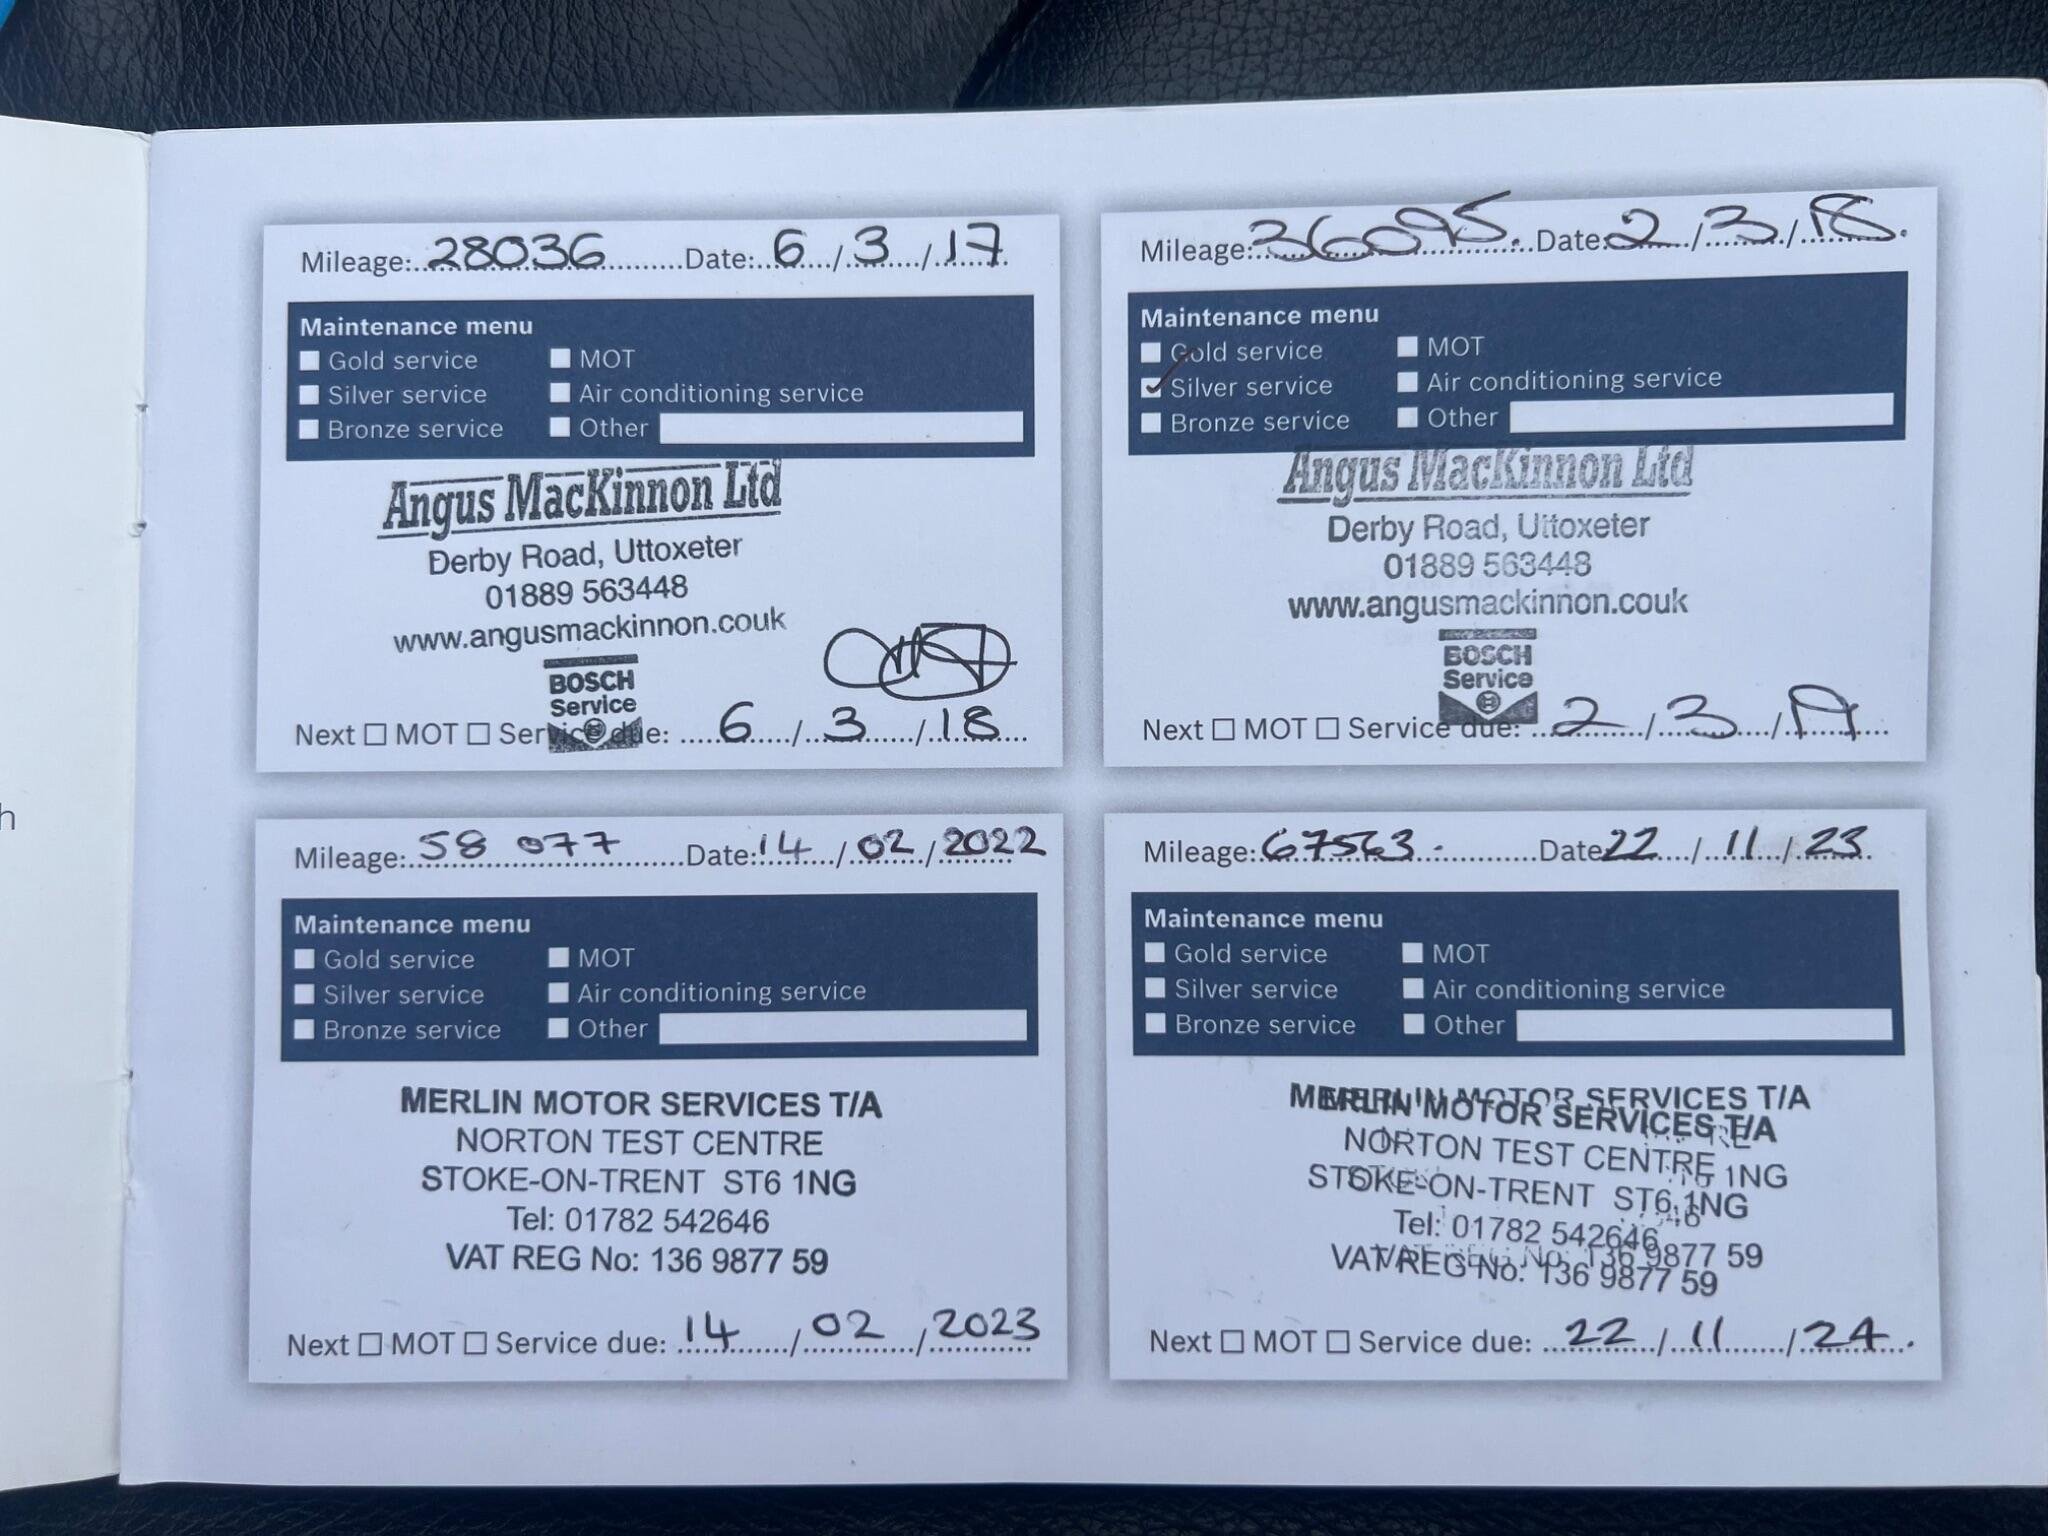 Mileage: 28036 Date: 6/3/17
Maintenance menu
Gold service MOT
Silver service Air conditioning service
Bronze service Other
Angus MacKinnon Ltd
Derby Road, Uttoxeter
01889 563448
www.angusmackinnon.couk
BOSCH
Service
Next MOT Service due: 6/3/18
Mileage: 36095. Date: 2/3/18.
Maintenance menu
Gold service MOT
Silver service Air conditioning service
Bronze service Other
Angus MacKinnon Ltd
Derby Road, Uttoxeter
01889 563448
www.angusmackinnon.couk
BOSCH
Service
Next MOT Service due: 2/3/19
h
Mileage: 58 077 Date: 14/02/2022
Maintenance menu
Gold service MOT
Silver service Air conditioning service
Bronze service Other
MERLIN MOTOR SERVICES T/A
NORTON TEST CENTRE
STOKE-ON-TRENT ST6 1NG
Tel: 01782 542646
VAT REG No: 136 9877 59
Next MOT Service due: 14/02/2023
Mileage: 67563. Date: 22/11/23
Maintenance menu
Gold service MOT
Silver service Air conditioning service
Bronze service Other
MERLIN MOTOR SERVICES T/A
NORTON TEST CENTRE
STOKE-ON-TRENT ST6 1NG
Tel: 01782 542646
VAT REG No: 136 9877 59
Next MOT Service due: 22/11/24.